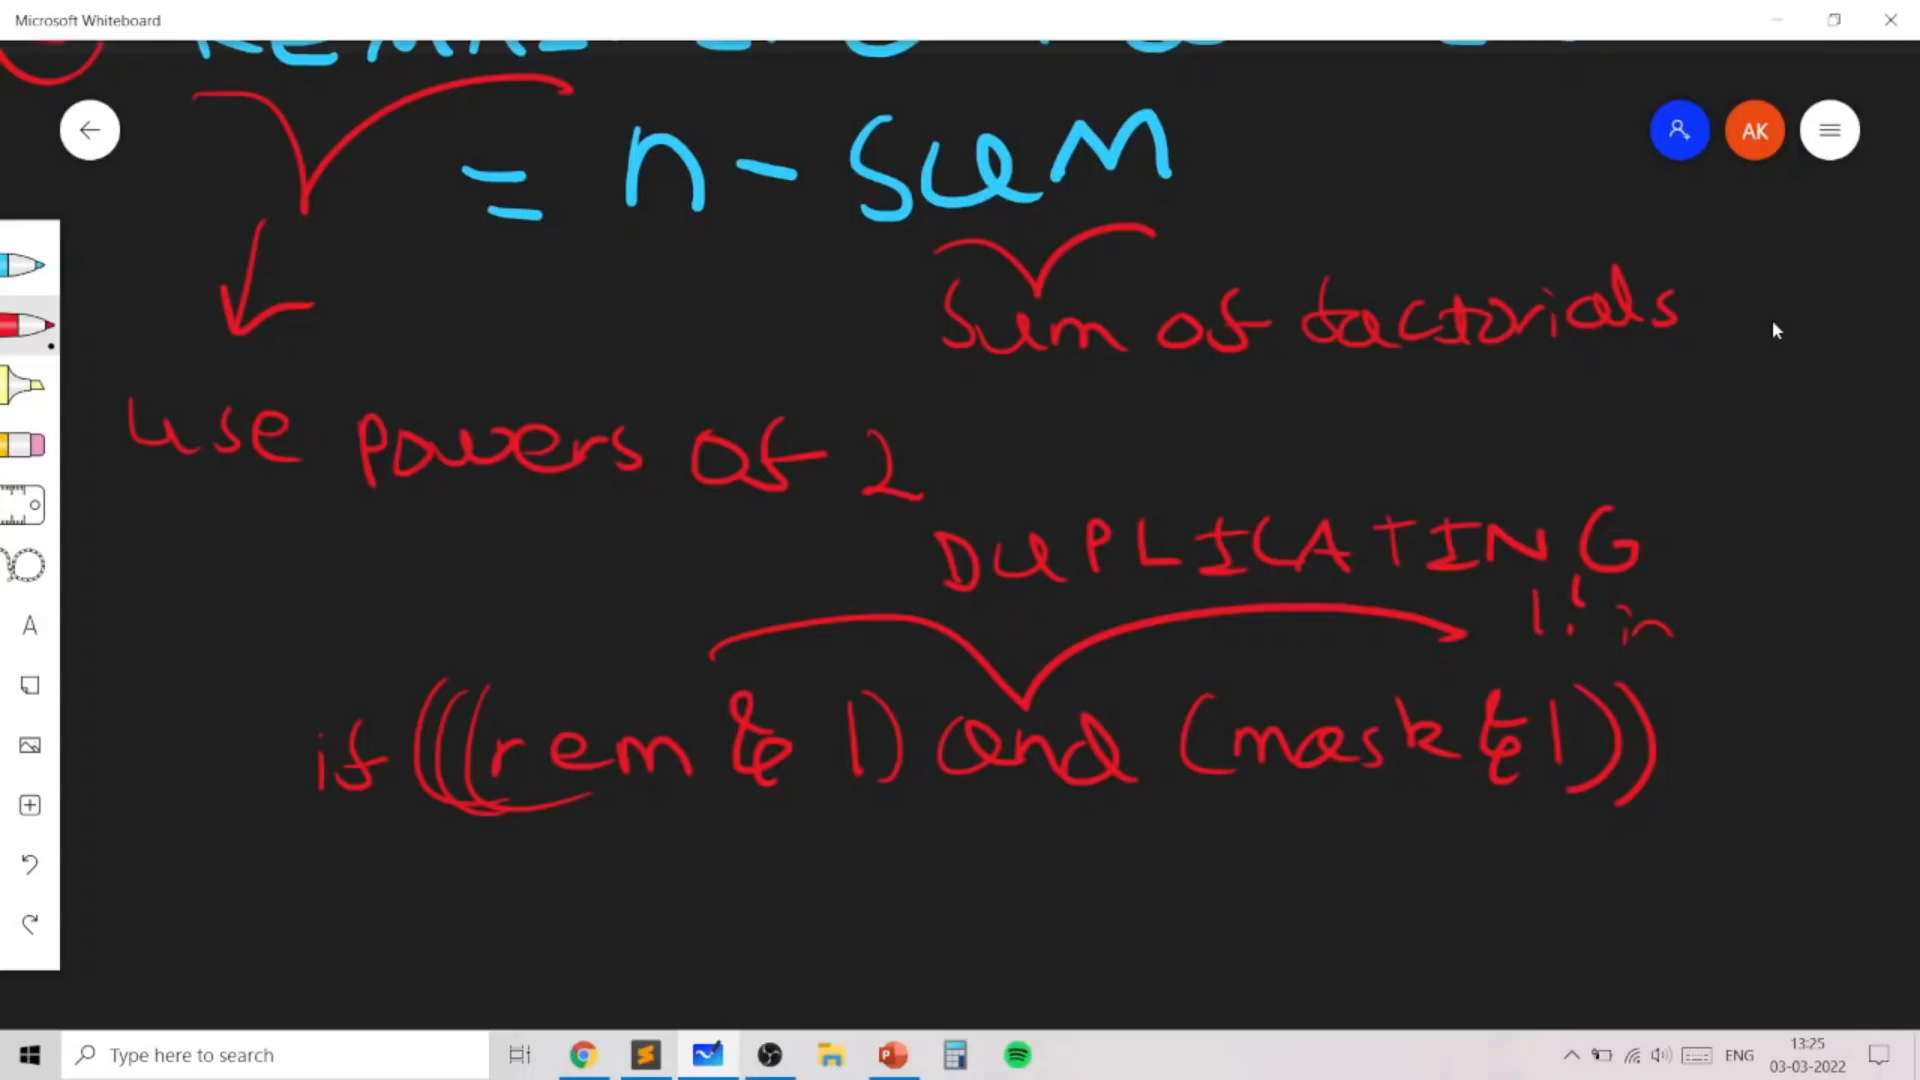 Microsoft Whiteboard
= n - SUM
Sum of factorials
use powers of 2
DUPLICATING
1! in
if (((rem & 1) and (mask & 1))
AK
A
Type here to search
ENG
13:25
03-03-2022